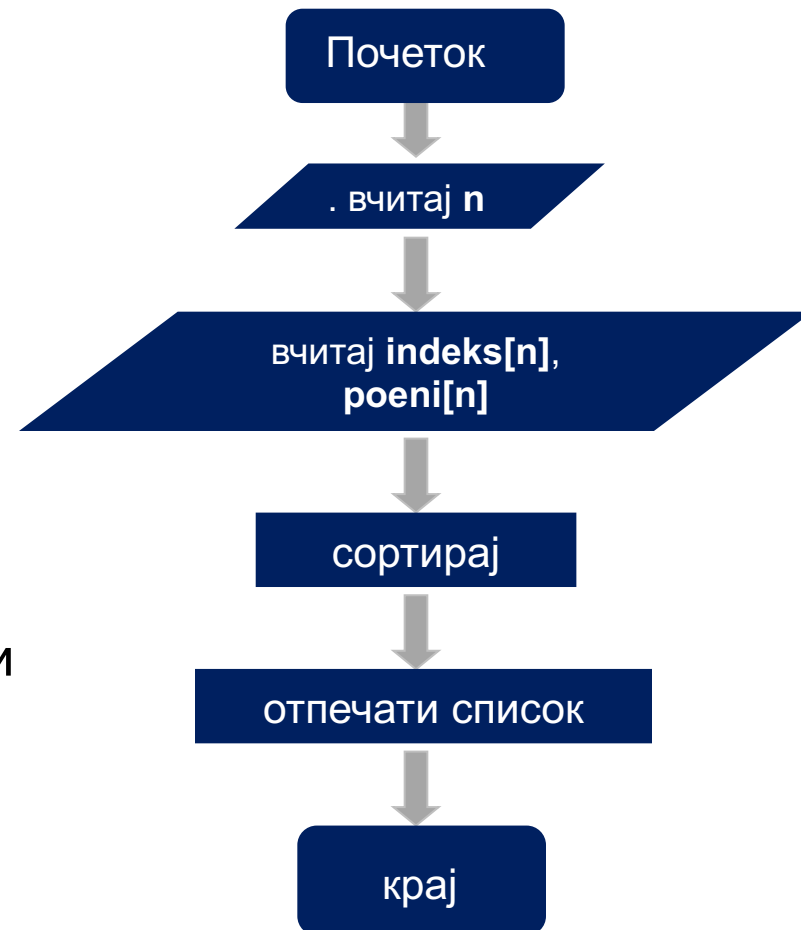 Почеток
. вчитај n
вчитај indeks[n],
poeni[n]
сортирај
и
отпечати список
крај